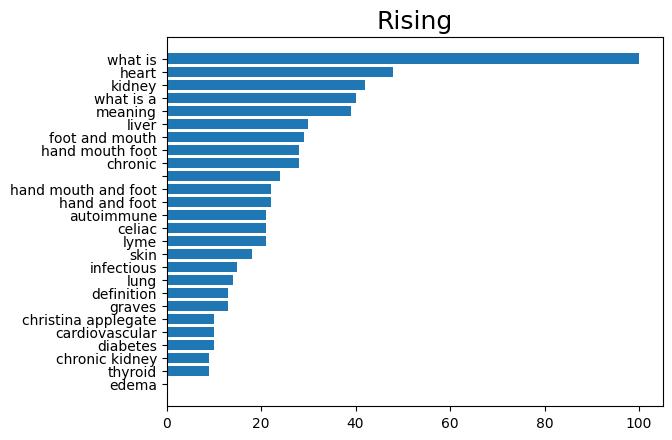 Rising
what is
heart
kidney
what is a
meaning
liver
foot and mouth
hand mouth foot
chronic
hand mouth and foot
hand and foot
autoimmune
celiac
lyme
skin
infectious
lung
definition
graves
christina applegate
cardiovascular
diabetes
chronic kidney
thyroid
edema
0 20 40 60 80 100